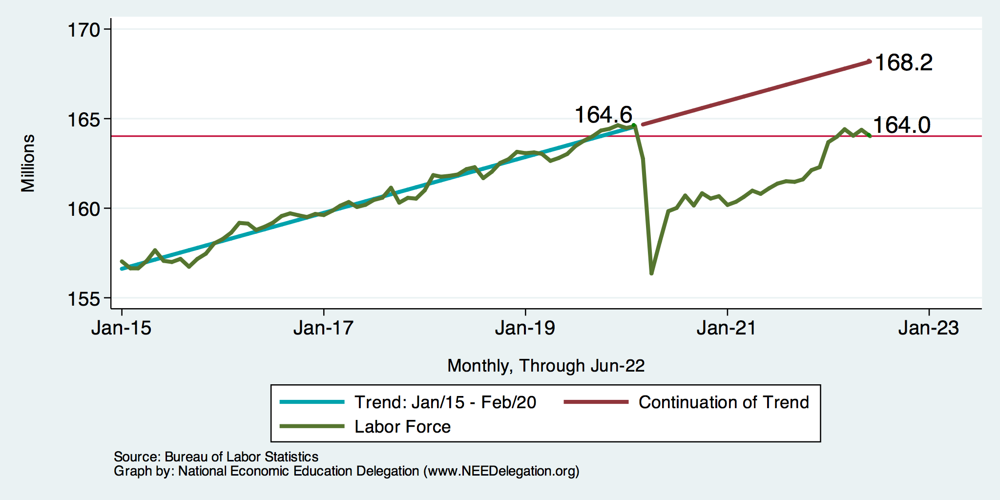 170
168.2
164.6
165
164.0
Millions
160
155
Jan-15 Jan-17 Jan-19 Jan-21 Jan-23
Monthly, Through Jun-22
Trend: Jan/15 - Feb/20 Continuation of Trend
Labor Force
Source: Bureau of Labor Statistics
Graph by: National Economic Education Delegation (www.NEEDelegation.org)